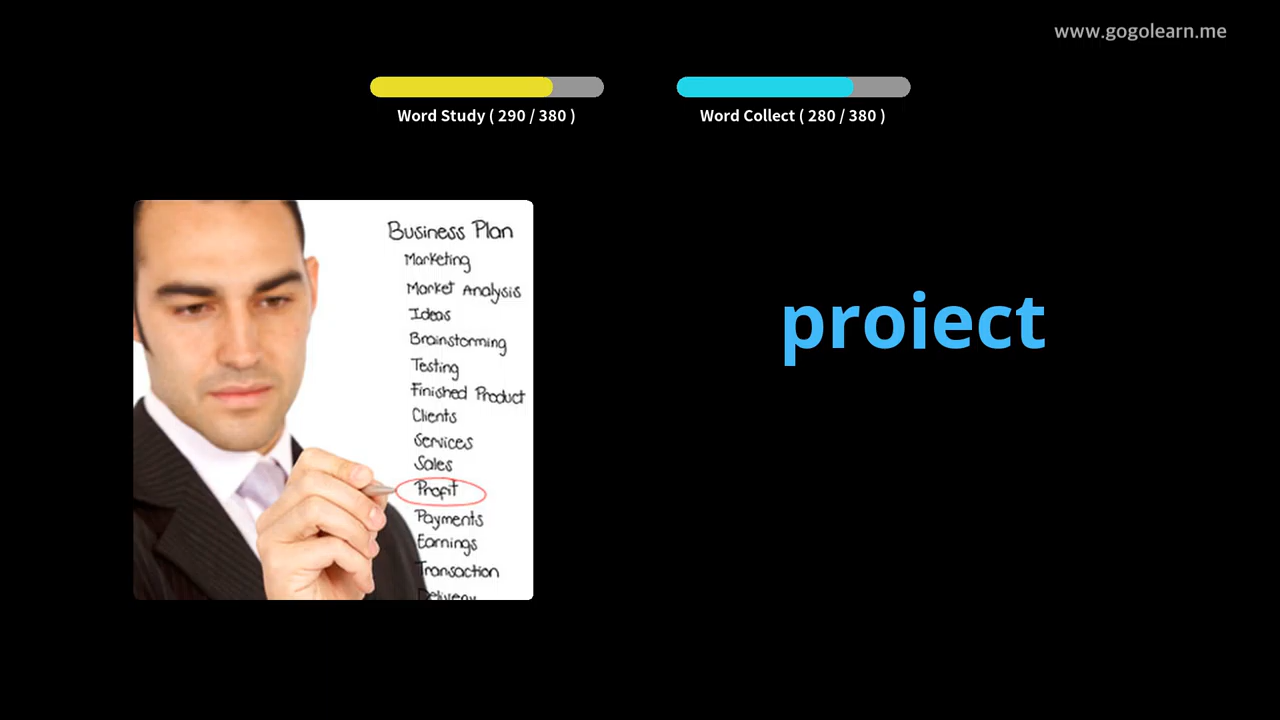 www.gogolearn.me
Word Study ( 290 / 380 )
Word Collect ( 280 / 380 )
Business Plan
Marketing
Market Analysis
Ideas
Brainstorming
Testing
Finished Product
Clients
Services
Sales
Profit
Payments
Earnings
Transaction
Delivery
proiect